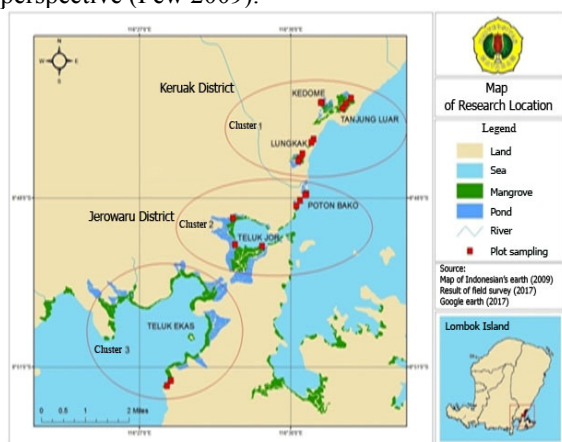 perspective (Few 2009).
Keruak District
KEDOME
Cluster 1
TANJUNG LUAR
LUNGKAK
POTON BAKO
Jerowaru District
Cluster 2
TELUK JOR
TELUK EKAS
Cluster 3
0 0.5 1 2 Miles
Map
of Research Location
Legend
Land
Sea
Mangrove
Pond
River
Plot sampling
Source:
Map of Indonesian's earth (2009)
Result of field survey (2017)
Google earth (2017)
Lombok Island